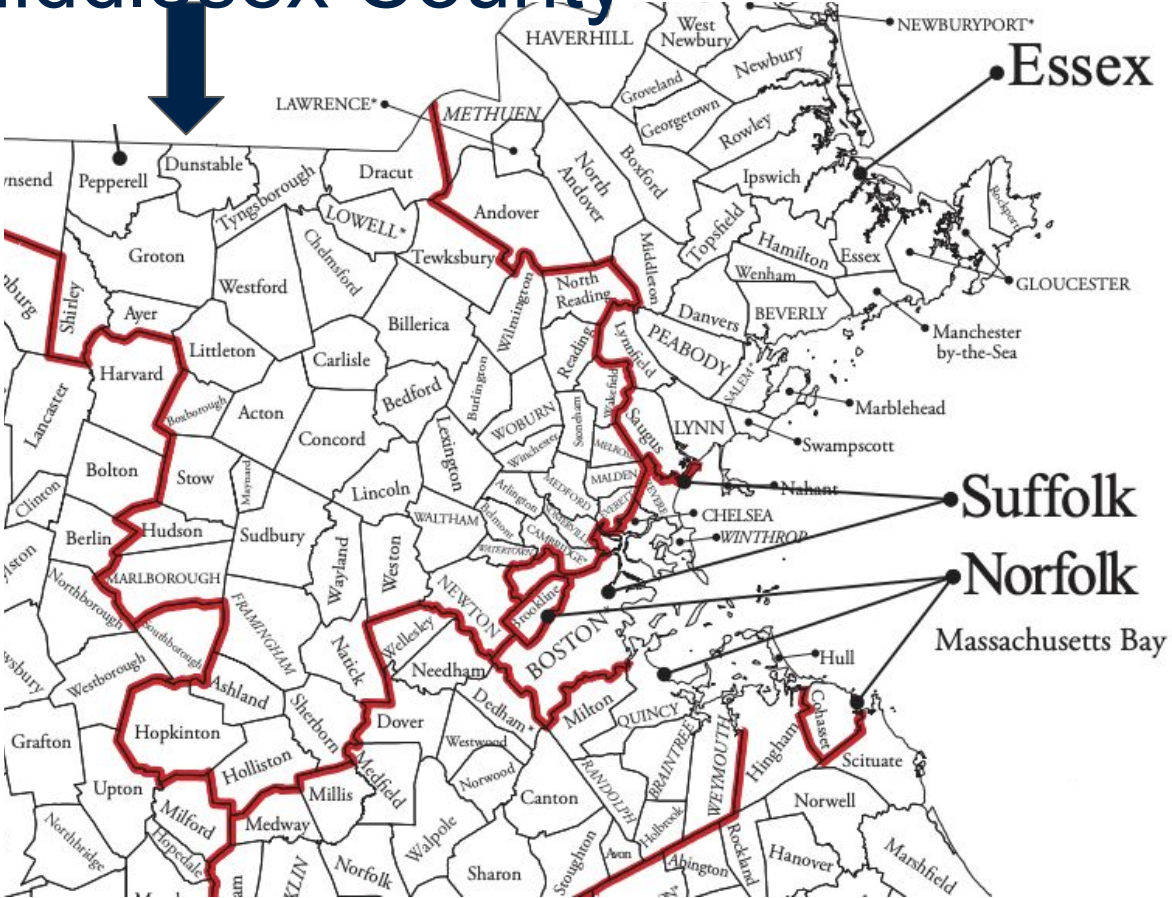 Middlesex County
NEWBURYPORT*
HAVERHILL
West
Newbury
Newbury
Essex
Groveland
LAWRENCE*
METHUEN
Georgetown
Rowley
Dunstable
Pepperell
Dracut
North
Andover
Boxford
Ipswich
Tyngsborough
Rockport
Andover
LOWELL*
Topsfield
Groton
Chelmsford
Tewksbury
Middleton
Hamilton
Essex
Wenham
Westford
North
Reading
GLOUCESTER
Shirley
Ayer
Wilmington
Danvers
BEVERLY
Billerica
PEABODY
Manchester
by-the-Sea
Littleton
Carlisle
Reading
Lynnfield
Harvard
SALEM*
Lancaster
Boxborough
Acton
Bedford
Burlington
Wakefield
Marblehead
Concord
WOBURN
Stoneham
Saugus
LYNN
Swampscott
Lexington
Winchester
MELROSE
Bolton
Stow
Maynard
MALDEN
Nahant
Suffolk
Clinton
Lincoln
Arlington
MEDFORD
EVERETT
REVERE
CHELSEA
WALTHAM
Belmont
SOMERVILLE
CAMBRIDGE*
WINTHROP
Berlin
Hudson
Sudbury
Wayland
Weston
WATERTOWN
Norfolk
MARLBOROUGH
Northborough
NEWTON
Brookline
Massachusetts Bay
Southborough
FRAMINGHAM
Natick
Wellesley
BOSTON*
Westborough
Needham
Hull
Ashland
Sherborn
Dedham*
Milton
QUINCY
Cohasset
Hopkinton
Dover
Westwood
Hingham
Grafton
Holliston
Medfield
Norwood
RANDOLPH
BRAINTREE
WEYMOUTH
Scituate
Upton
Millis
Canton
Norwell
Milford
Medway
Holbrook
Northbridge
Hopedale
Walpole
Rockland
Norfolk
Sharon
Stoughton
Avon
Abington
Hanover
Marshfield